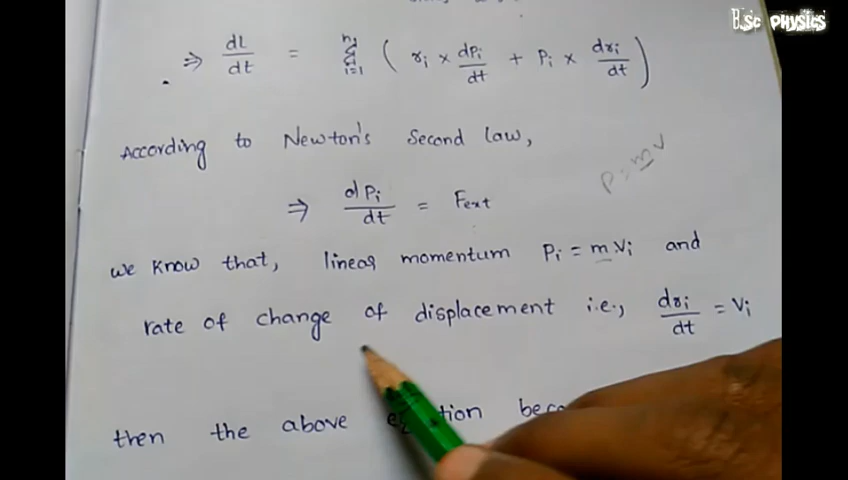 B.SC PHYSICS
⇒ dL/dt = n Σ i=1 ( ri × dPi/dt + Pi × dri/dt )
According to Newton's Second law,
P = mv
⇒ dPi/dt = Fext
we know that, linear momentum Pi = m Vi and
rate of change of displacement i.e., dri/dt = Vi
then the above